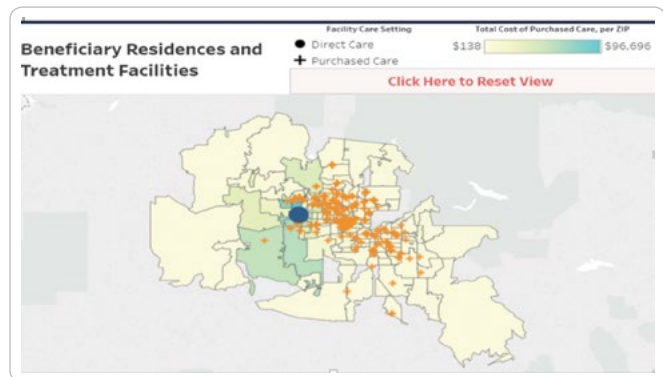 Beneficiary Residences and
Treatment Facilities
Facility Care Setting
Direct Care
Purchased Care
Total Cost of Purchased Care, per ZIP
$138
$96,696
Click Here to Reset View